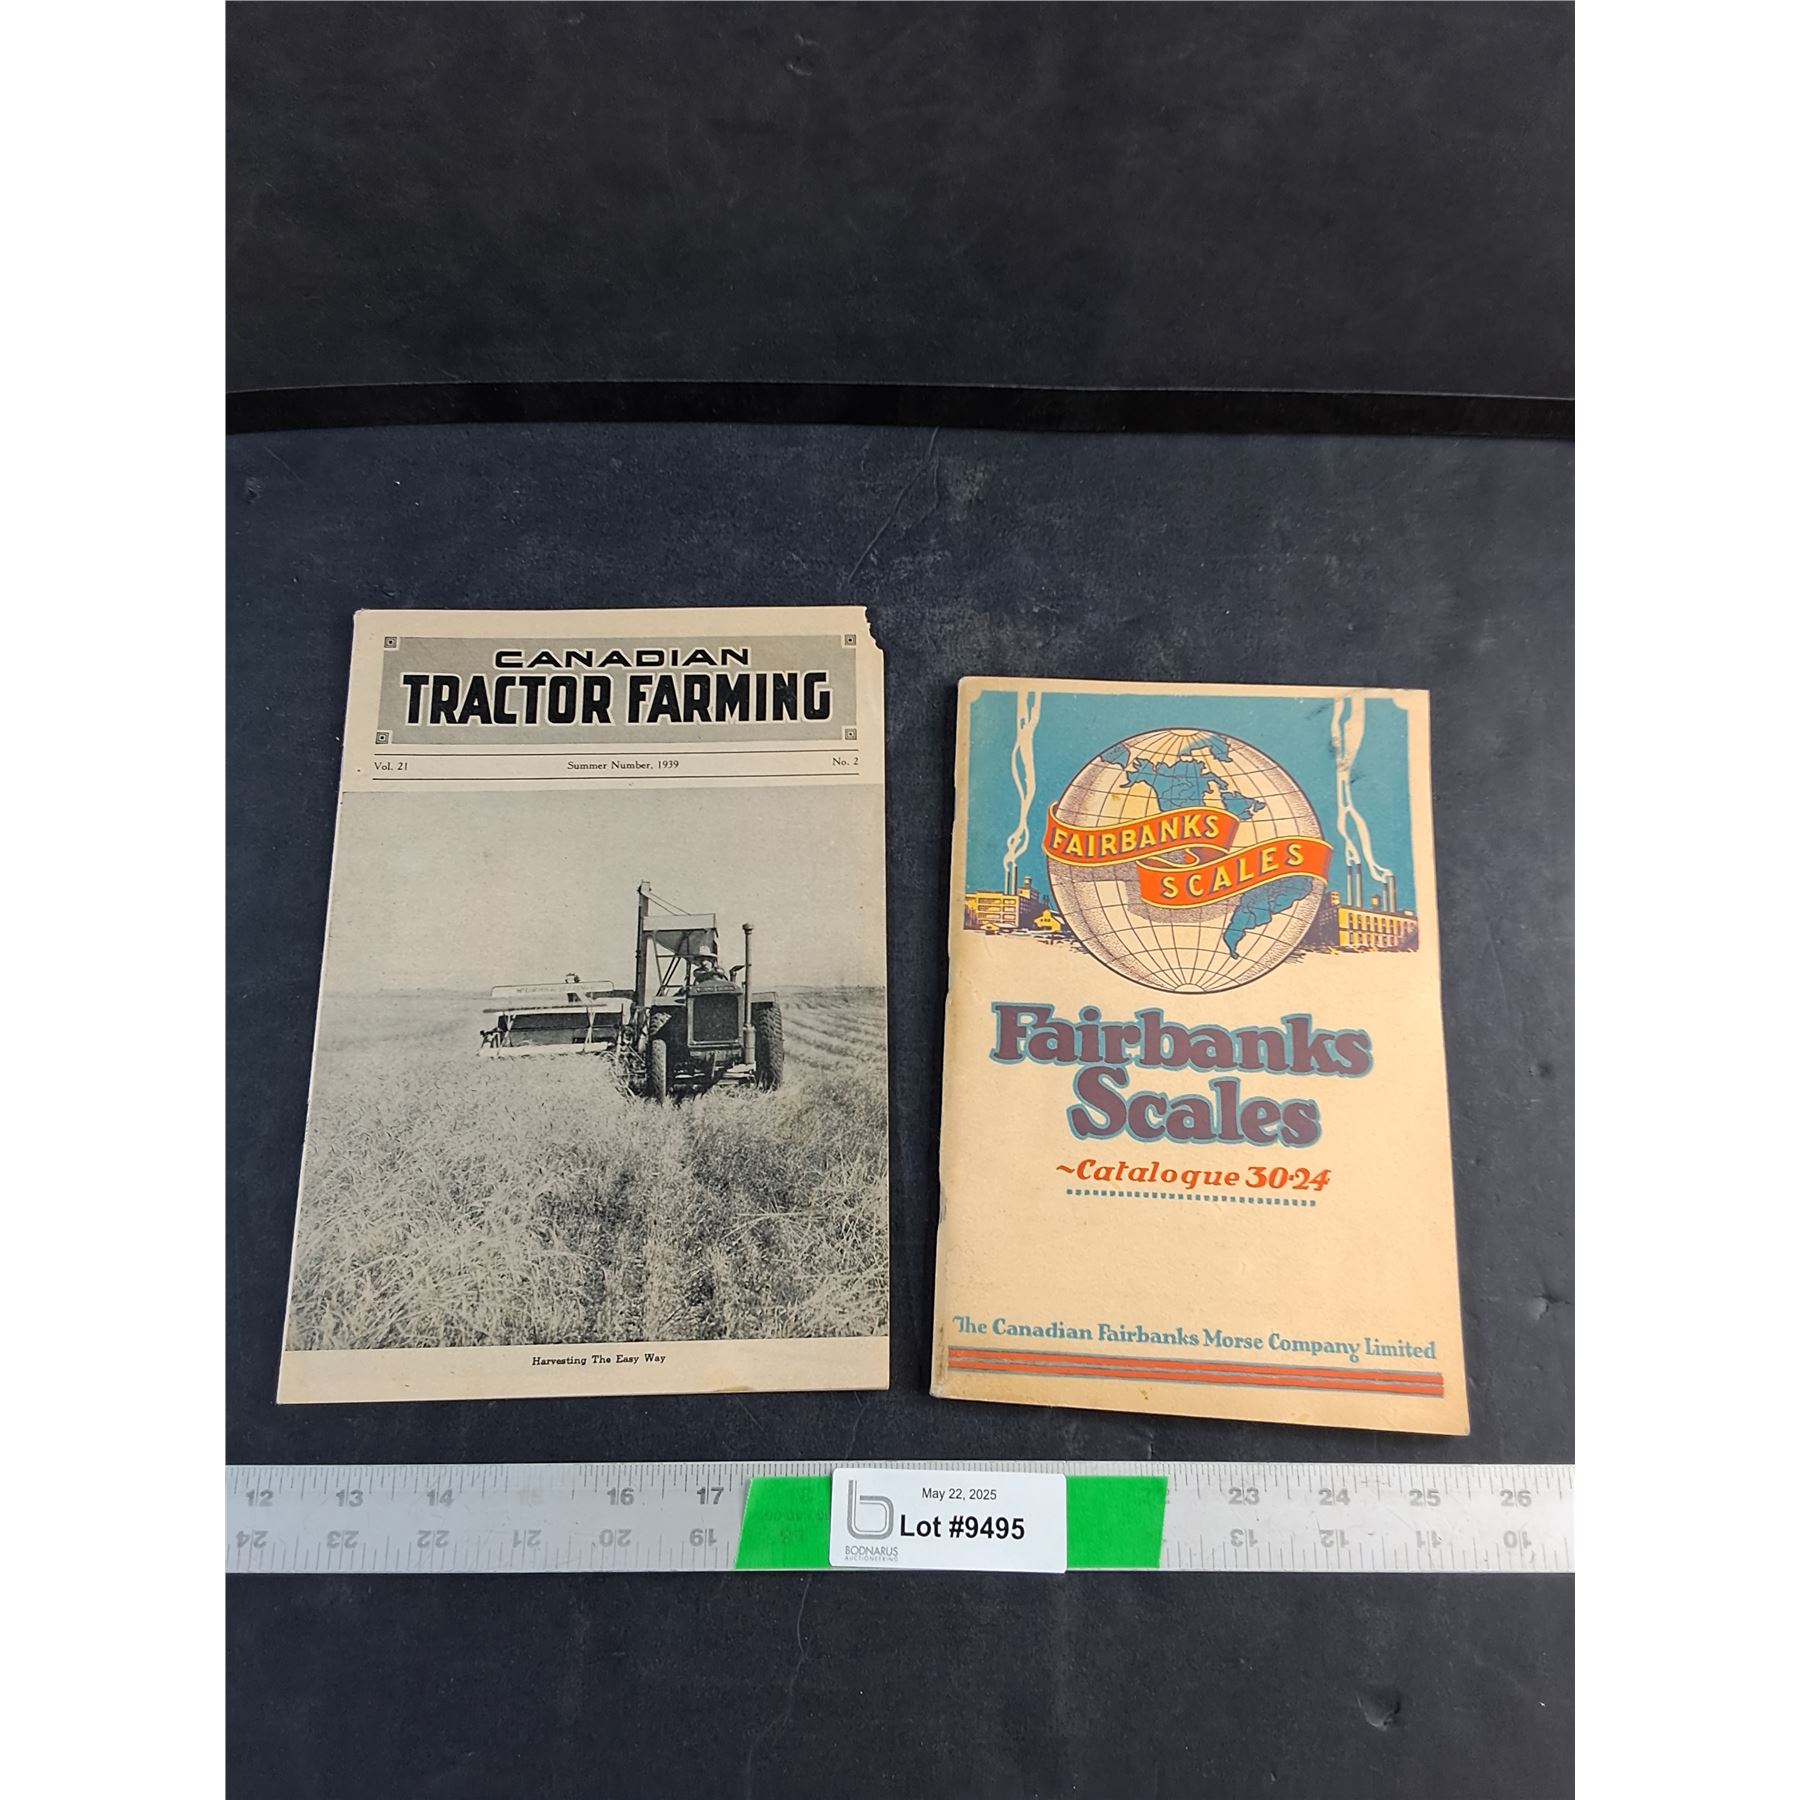 CANADIAN
TRACTOR FARMING
Vol. 21 Summer Number, 1939 No. 2
Harvesting The Easy Way
FAIRBANKS
SCALES
Fairbanks
Scales
~Catalogue 30-24
The Canadian Fairbanks Morse Company Limited
12 13 14 16 17 23 24 25 26
24 23 22 21 20 19 18 13 12 11 10
May 22, 2025
Lot #9495
BODNARUS
AUCTIONEERING